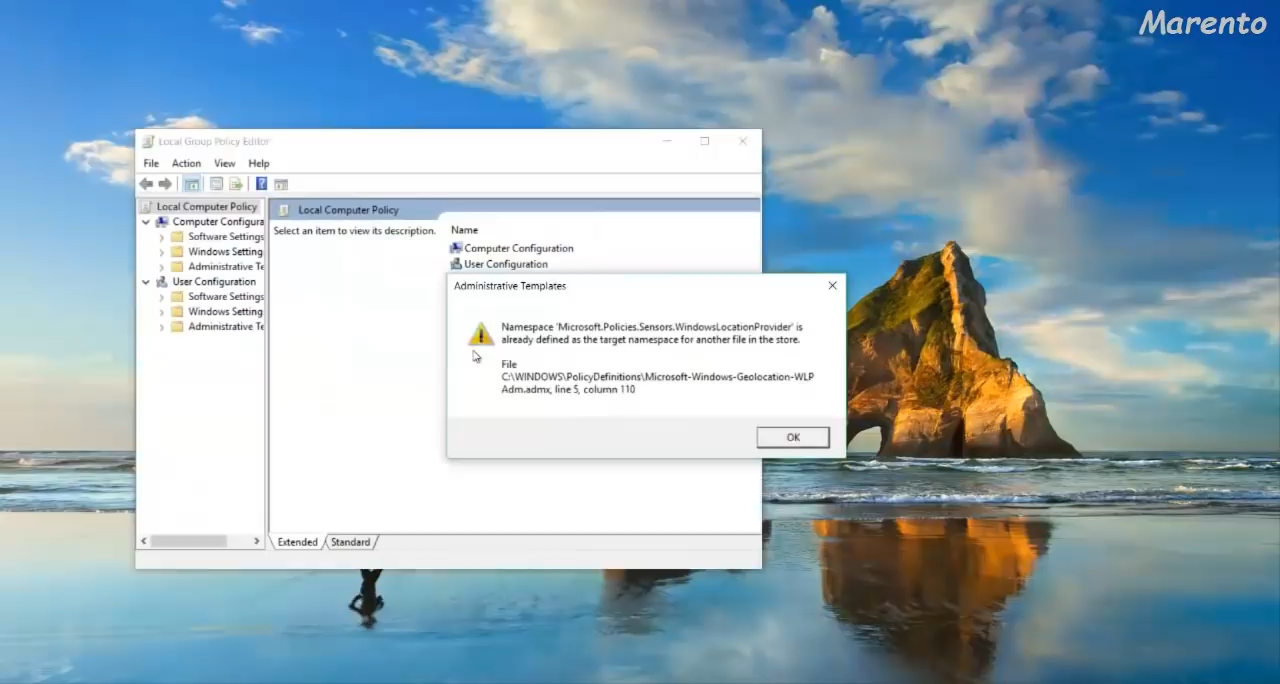 Marento
Local Group Policy Editor
File Action View Help
Local Computer Policy
Computer Configura
Software Settings
Windows Setting
Administrative Te
User Configuration
Software Settings
Windows Setting
Administrative Te
Local Computer Policy
Select an item to view its description.
Name
Computer Configuration
User Configuration
Administrative Templates
Namespace 'Microsoft.Policies.Sensors.WindowsLocationProvider' is
already defined as the target namespace for another file in the store.
File
C:\WINDOWS\PolicyDefinitions\Microsoft-Windows-Geolocation-WLP
Adm.admx, line 5, column 110
OK
Extended Standard